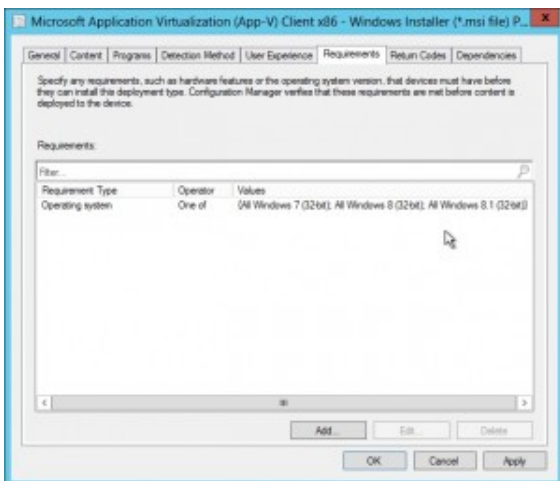 Microsoft Application Virtualization (App-V) Client x86 - Windows Installer (*.msi file) P...
General Content Programs Detection Method User Experience Requirements Return Codes Dependencies
Specify any requirements, such as hardware features or the operating system version, that devices must have before
they can install this deployment type. Configuration Manager verifies that these requirements are met before content is
deployed to the device.
Requirements:
Filter...
Requirement Type Operator Values
Operating system One of {All Windows 7 (32-bit); All Windows 8 (32-bit); All Windows 8.1 (32-bit)}
Add... Edit... Delete
OK Cancel Apply